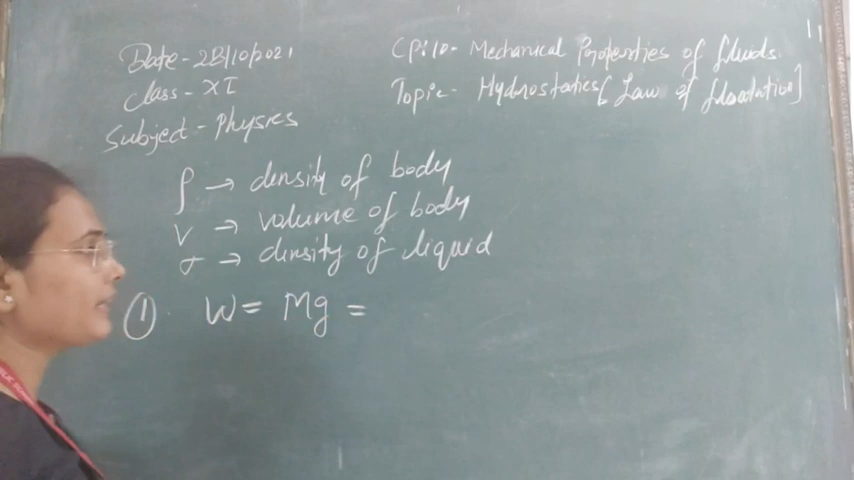 Date - 28/10/2021
Class - XI
Subject - Physics
CP:10 - Mechanical Properties of fluids.
Topic - Hydrostatics [Law of floatation]
ρ → density of body
V → volume of body
σ → density of liquid
① W = Mg =